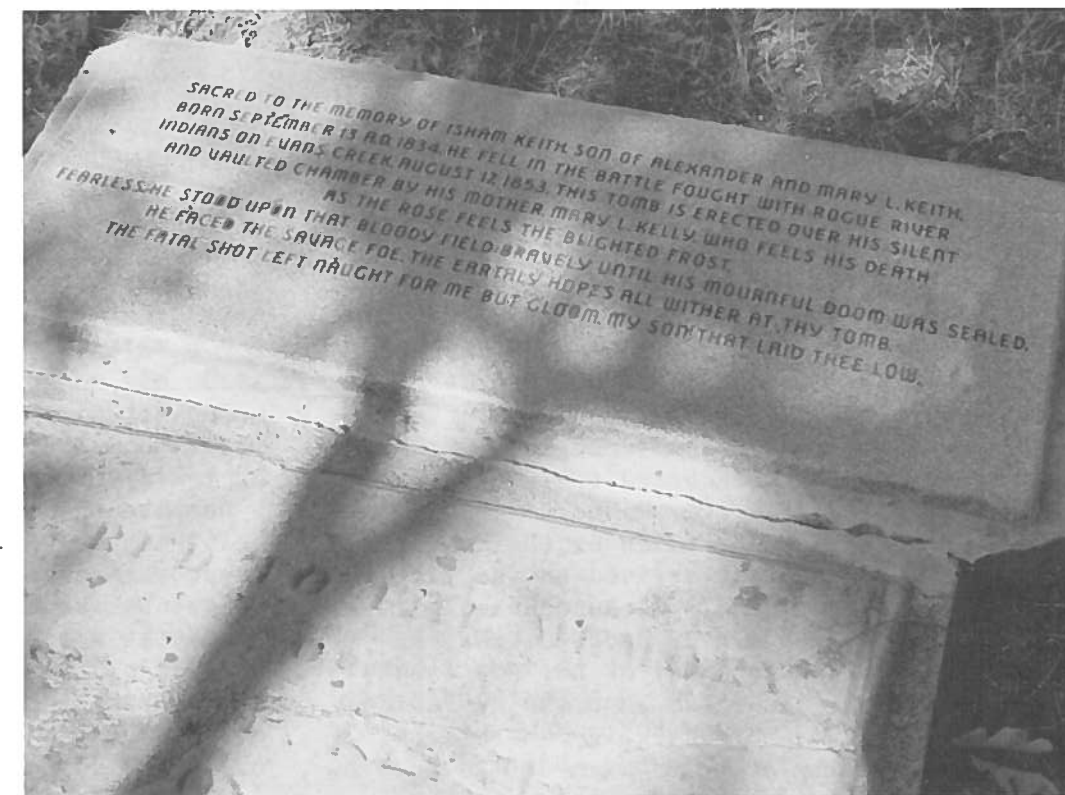 SACRED TO THE MEMORY OF ISHAM KEITH, SON OF ALEXANDER AND MARY L. KEITH,
BORN SEPTEMBER 13 A.D. 1834. HE FELL IN THE BATTLE FOUGHT WITH ROGUE RIVER
INDIANS ON EVANS CREEK, AUGUST 12 1853. THIS TOMB IS ERECTED OVER HIS SILENT
AND VAULTED CHAMBER BY HIS MOTHER, MARY L. KELLY, WHO FEELS HIS DEATH
AS THE ROSE FEELS THE BLIGHTED FROST.
FEARLESS HE STOOD UPON THAT BLOODY FIELD: BRAVELY UNTIL HIS MOURNFUL DOOM WAS SEALED,
HE FACED THE SAVAGE FOE. THE EARTHLY HOPES ALL WITHER AT THY TOMB.
THE FATAL SHOT LEFT NAUGHT FOR ME BUT GLOOM, MY SON! THAT LAID THEE LOW.